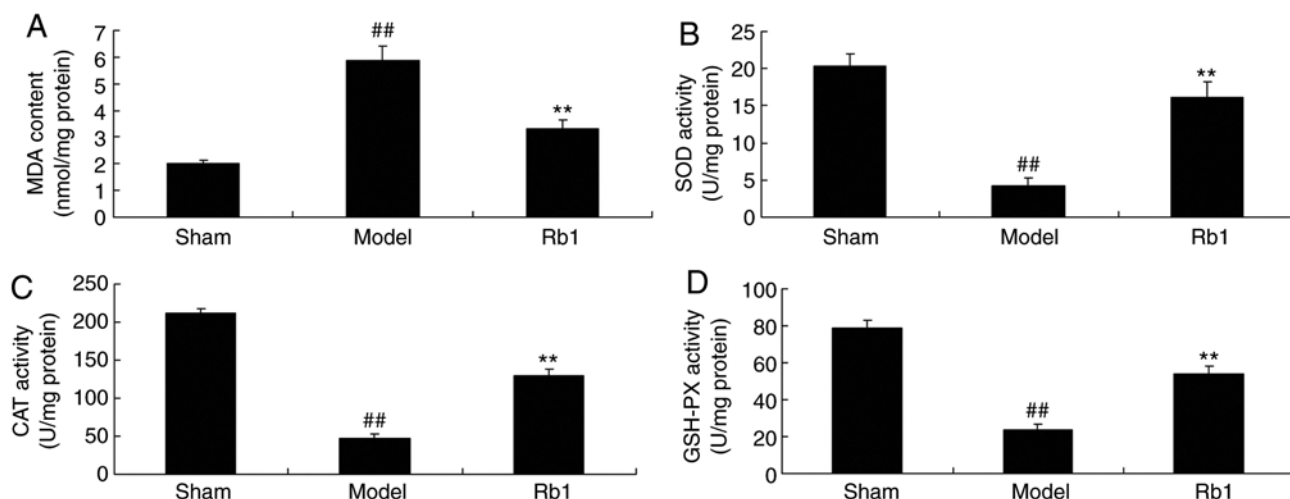 A
MDA content
(nmol/mg protein)
7
6
5
4
3
2
1
0
##
**
Sham Model Rb1
B
SOD activity
(U/mg protein)
25
20
15
10
5
0
##
**
Sham Model Rb1
C
CAT activity
(U/mg protein)
250
200
150
100
50
0
##
**
Sham Model Rb1
D
GSH-PX activity
(U/mg protein)
100
80
60
40
20
0
##
**
Sham Model Rb1